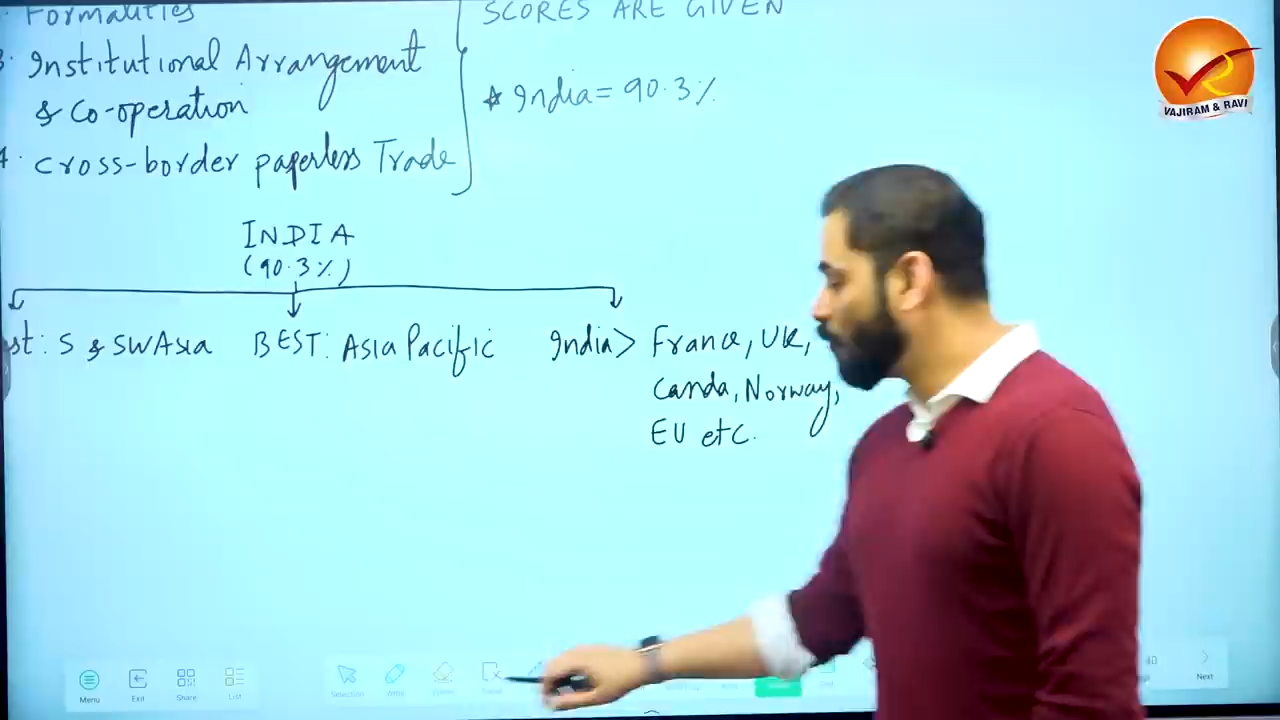 Formalities
SCORES ARE GIVEN
3. Institutional Arrangement
& Co-operation
* India = 90.3%
4. Cross-border paperless Trade
INDIA
(90.3%)
S & SW Asia
BEST: Asia Pacific
India > France, UK,
Canda, Norway,
EU etc.
VAJIRAM & RAVI
Menu
Exit
Share
List
Selection
Write
Next